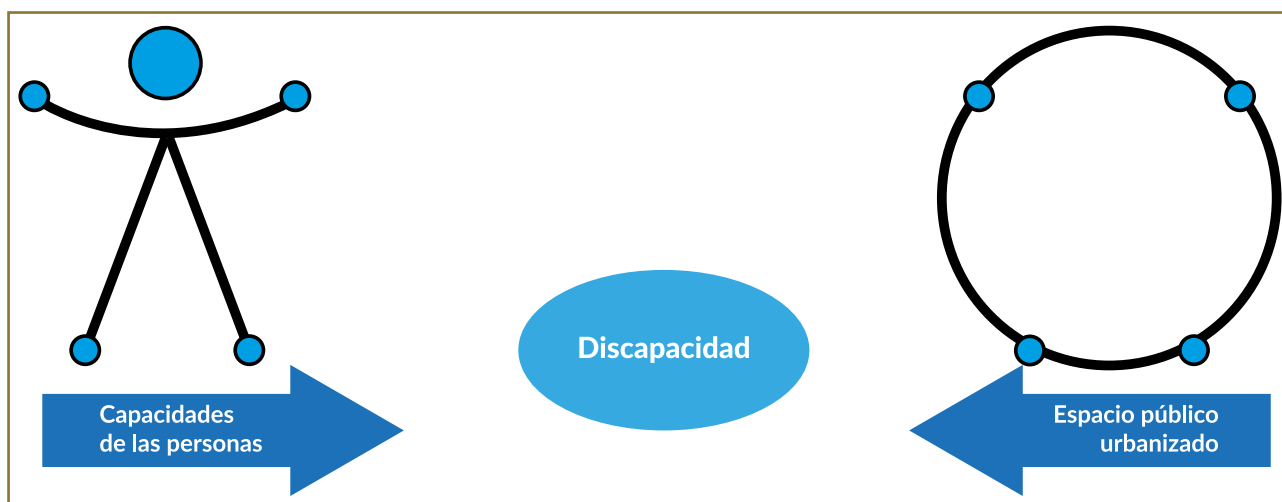 Discapacidad
Capacidades
de las personas
Espacio público
urbanizado